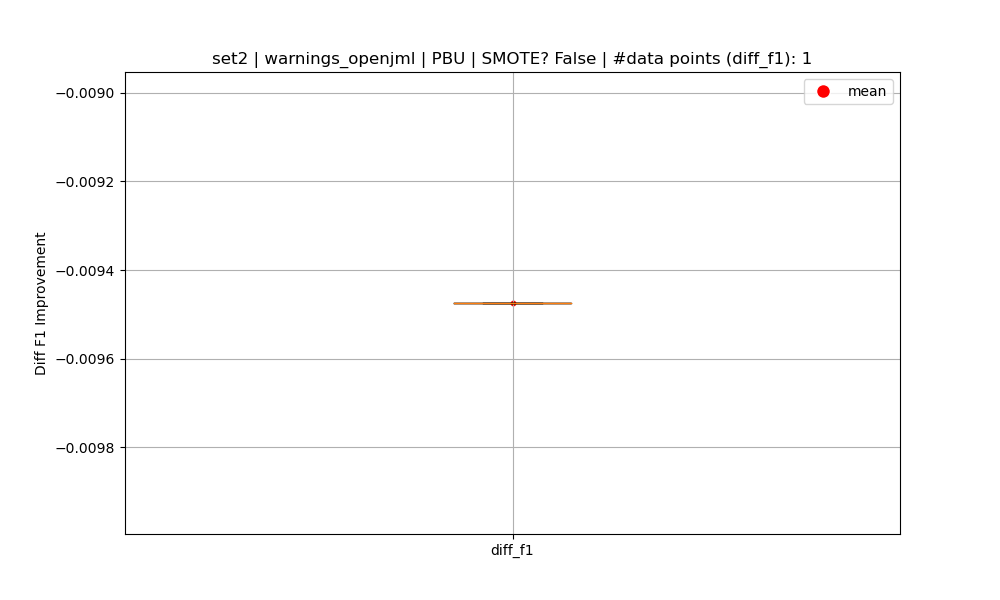 set2 | warnings_openjml | PBU | SMOTE? False | #data points (diff_f1): 1
mean
−0.0090
−0.0092
−0.0094
−0.0096
−0.0098
Diff F1 Improvement
diff_f1